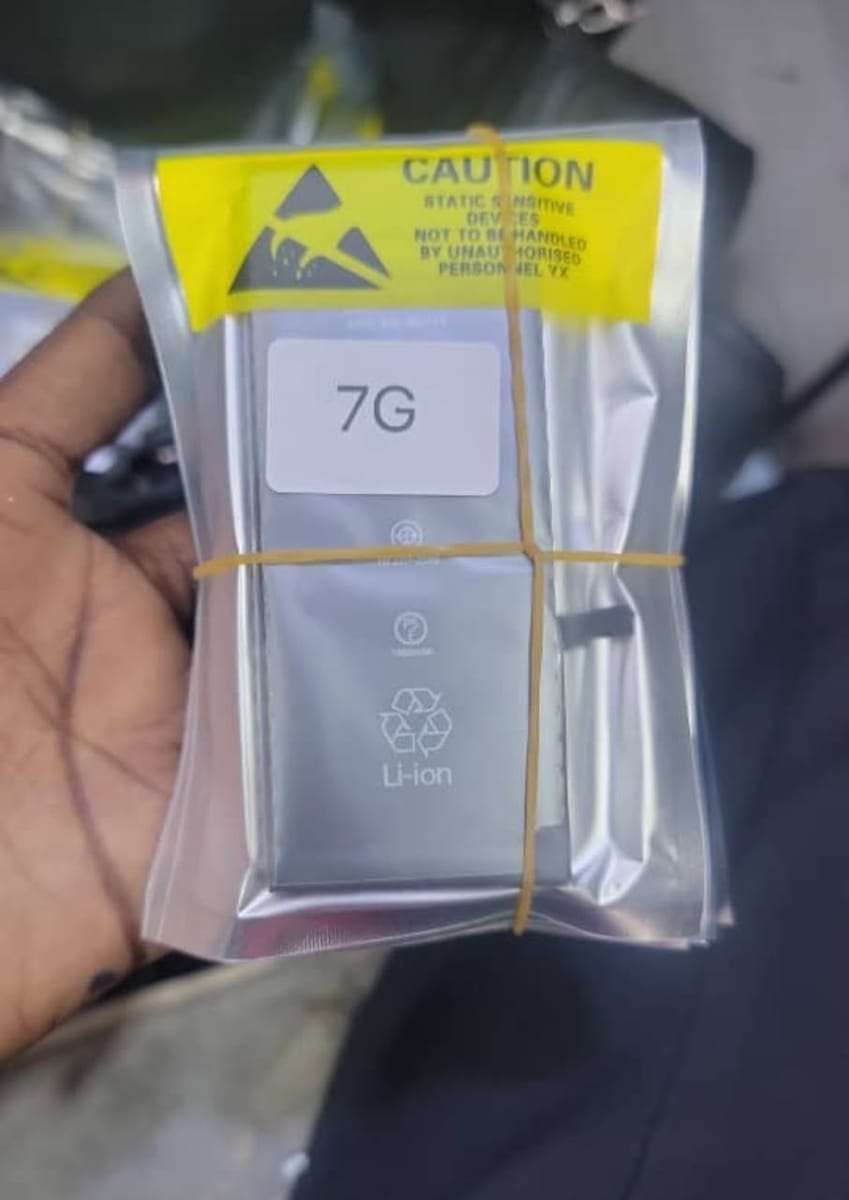 CAUTION
STATIC SENSITIVE
DEVICES
NOT TO BE HANDLED
BY UNAUTHORISED
PERSONNEL YX
7G
Li-ion